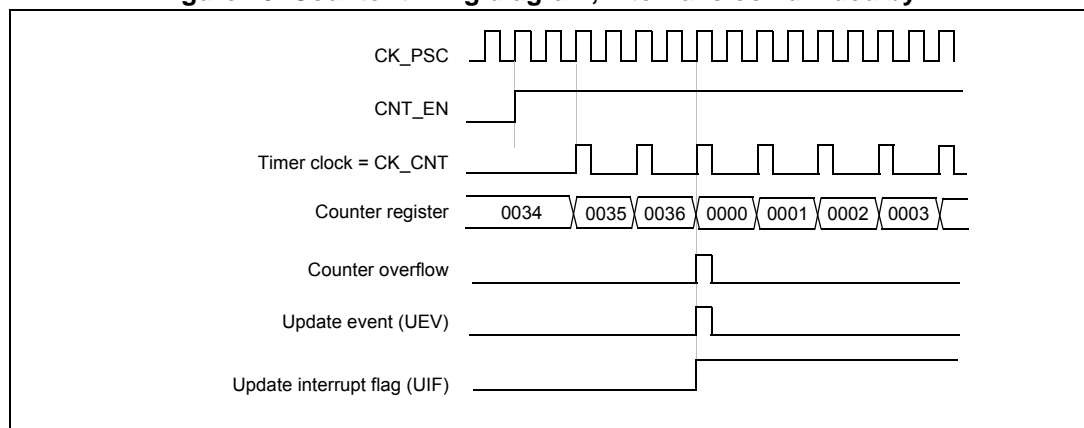 CK_PSC
CNT_EN
Timer clock = CK_CNT
Counter register 0034 0035 0036 0000 0001 0002 0003
Counter overflow
Update event (UEV)
Update interrupt flag (UIF)